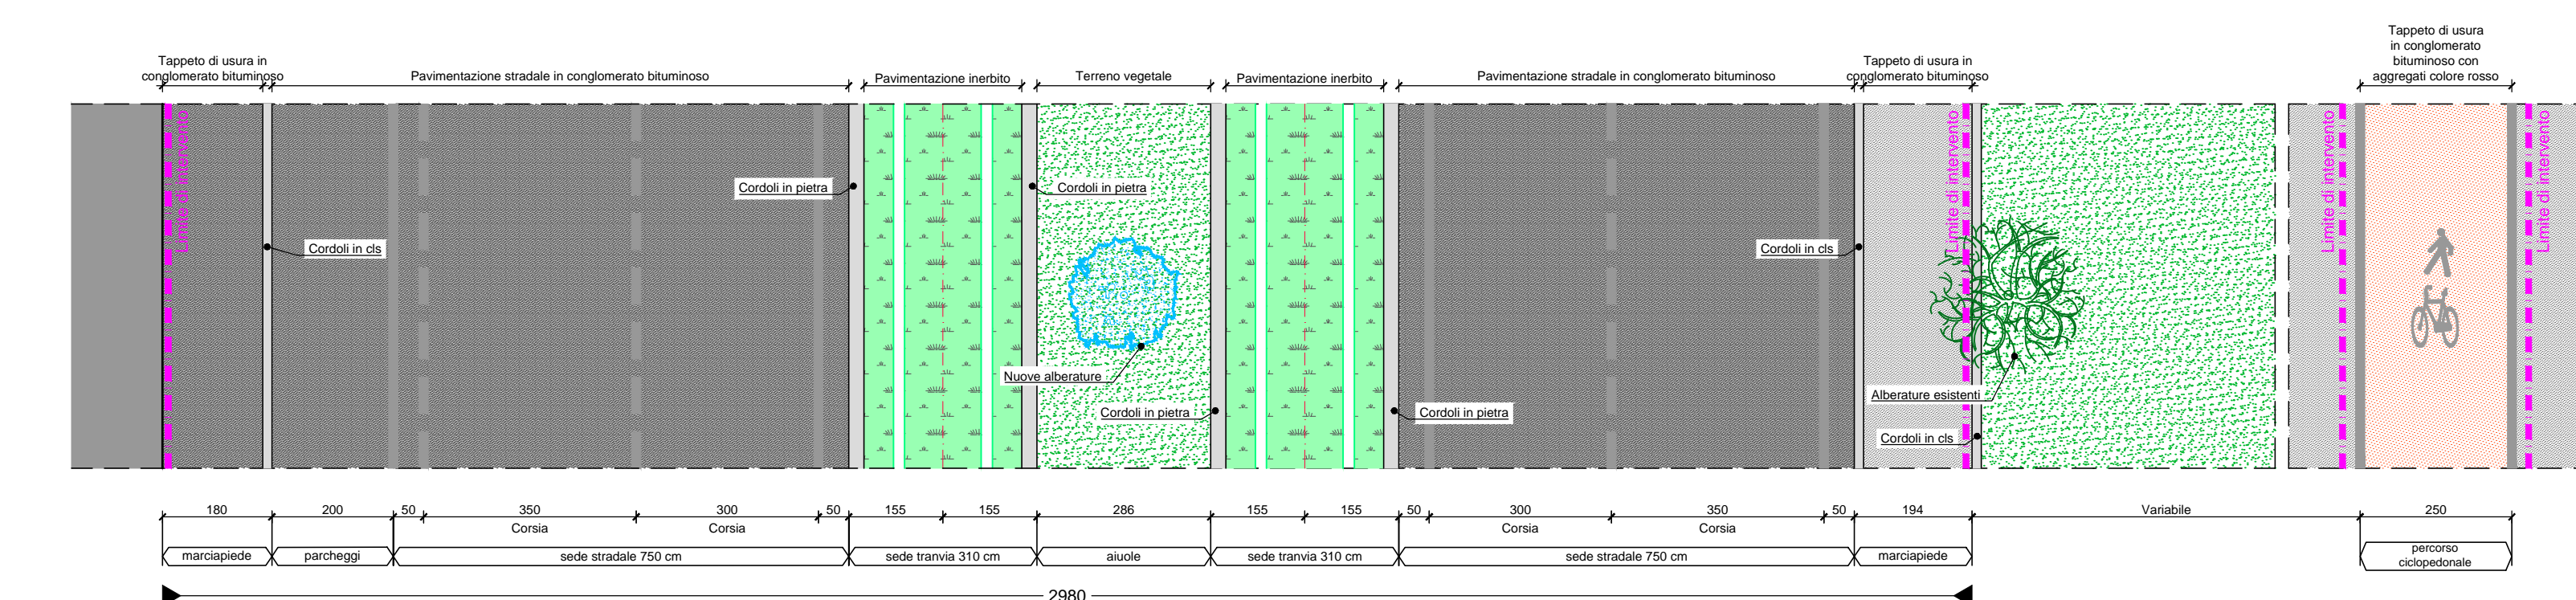 Tappeto di usura
in conglomerato
bituminoso con
aggregati colore rosso
Tappeto di usura in
conglomerato bituminoso
Pavimentazione stradale in conglomerato bituminoso
Pavimentazione inerbito
Terreno vegetale
Pavimentazione inerbito
Pavimentazione stradale in conglomerato bituminoso
Tappeto di usura in
conglomerato bituminoso
Limite di intervento
Limite di intervento
Limite di intervento
Limite di intervento
Cordoli in pietra
Cordoli in pietra
Cordoli in cls
Cordoli in cls
Nuove alberature
Alberature esistenti
Cordoli in pietra
Cordoli in pietra
Cordoli in cls
180
200
50
350
300
50
155
155
286
155
155
50
300
350
50
194
Variabile
250
Corsia
Corsia
Corsia
Corsia
marciapiede
parcheggi
sede stradale 750 cm
sede tranvia 310 cm
aiuole
sede tranvia 310 cm
sede stradale 750 cm
marciapiede
percorso
ciclopedonale
2980